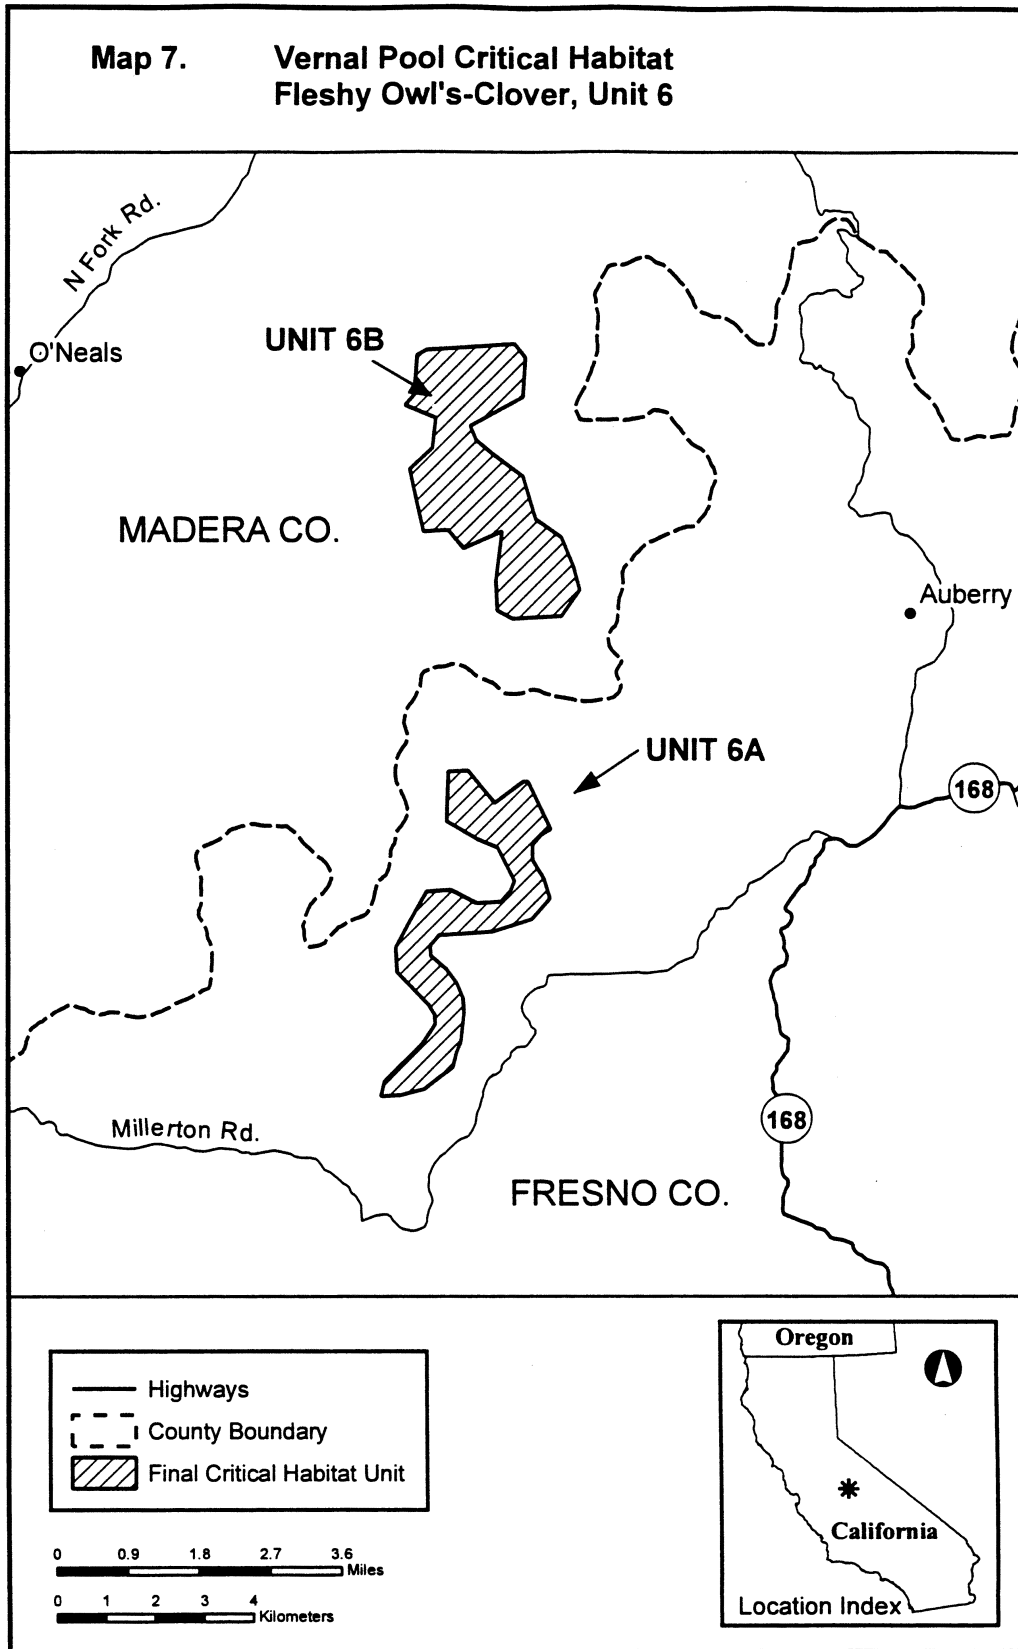 Map 7. Vernal Pool Critical Habitat
Fleshy Owl's-Clover, Unit 6
N Fork Rd.
O'Neals
UNIT 6B
MADERA CO.
Auberry
UNIT 6A
168
168
Millerton Rd.
FRESNO CO.
Highways
County Boundary
Final Critical Habitat Unit
0 0.9 1.8 2.7 3.6
Miles
0 1 2 3 4
Kilometers
Oregon
California
Location Index